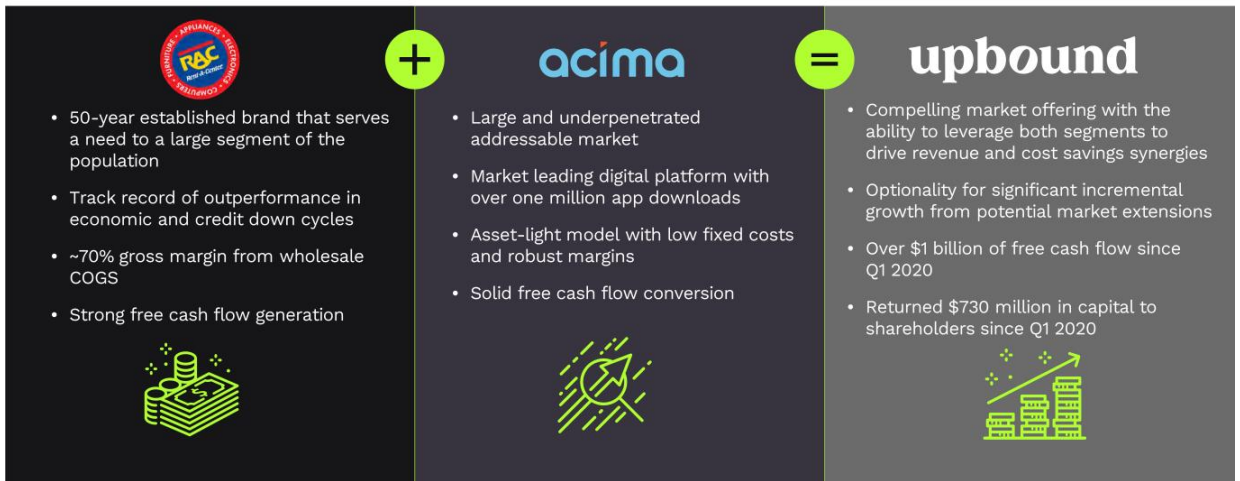 FURNITURE • APPLIANCES • ELECTRONICS • COMPUTERS •
RAC
Rent-A-Center
• 50-year established brand that serves
a need to a large segment of the
population
• Track record of outperformance in
economic and credit down cycles
• ~70% gross margin from wholesale
COGS
• Strong free cash flow generation
+
acima
• Large and underpenetrated
addressable market
• Market leading digital platform with
over one million app downloads
• Asset-light model with low fixed costs
and robust margins
• Solid free cash flow conversion
=
upbound
• Compelling market offering with the
ability to leverage both segments to
drive revenue and cost savings synergies
• Optionality for significant incremental
growth from potential market extensions
• Over $1 billion of free cash flow since
Q1 2020
• Returned $730 million in capital to
shareholders since Q1 2020